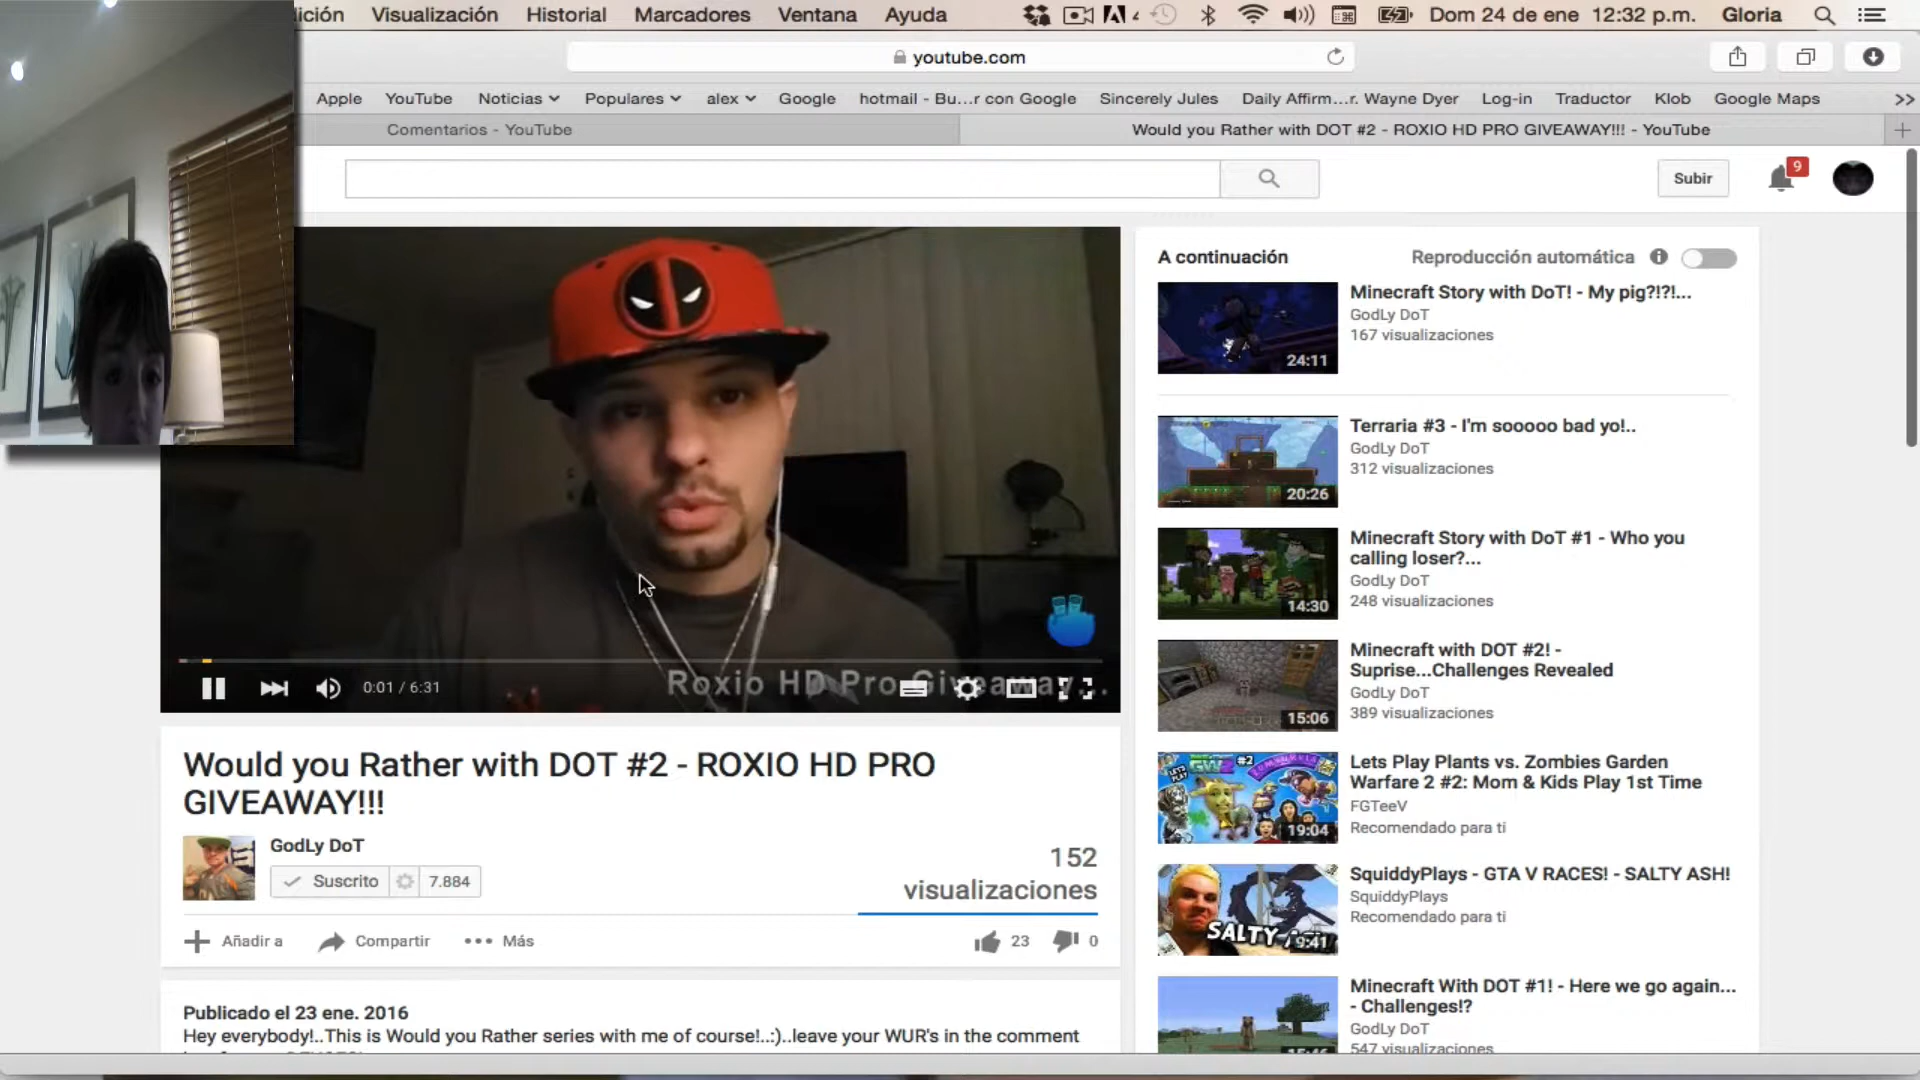 ición Visualización Historial Marcadores Ventana Ayuda 4 Dom 24 de ene 12:32 p.m. Gloria
youtube.com
Apple YouTube Noticias Populares alex Google hotmail - Bu...r con Google Sincerely Jules Daily Affirm...r. Wayne Dyer Log-in Traductor Klob Google Maps >>
Comentarios - YouTube
Would you Rather with DOT #2 - ROXIO HD PRO GIVEAWAY!!! - YouTube
Subir
9
Roxio HD Pro Giveaway...
0:01 / 6:31
Would you Rather with DOT #2 - ROXIO HD PRO
GIVEAWAY!!!
GodLy DoT
Suscrito 7.884
152
visualizaciones
Añadir a Compartir Más
23 0
Publicado el 23 ene. 2016
Hey everybody!..This is Would you Rather series with me of course!..:)..leave your WUR's in the comment
A continuación
Reproducción automática
Minecraft Story with DoT! - My pig?!?!...
GodLy DoT
167 visualizaciones
24:11
Terraria #3 - I'm sooooo bad yo!..
GodLy DoT
312 visualizaciones
20:26
Minecraft Story with DoT #1 - Who you
calling loser?...
GodLy DoT
248 visualizaciones
14:30
Minecraft with DOT #2! -
Suprise...Challenges Revealed
GodLy DoT
389 visualizaciones
15:06
Lets Play Plants vs. Zombies Garden
Warfare 2 #2: Mom & Kids Play 1st Time
FGTeeV
Recomendado para ti
#2
19:04
SquiddyPlays - GTA V RACES! - SALTY ASH!
SquiddyPlays
Recomendado para ti
SALTY
9:41
Minecraft With DOT #1! - Here we go again...
- Challenges!?
GodLy DoT
547 visualizaciones